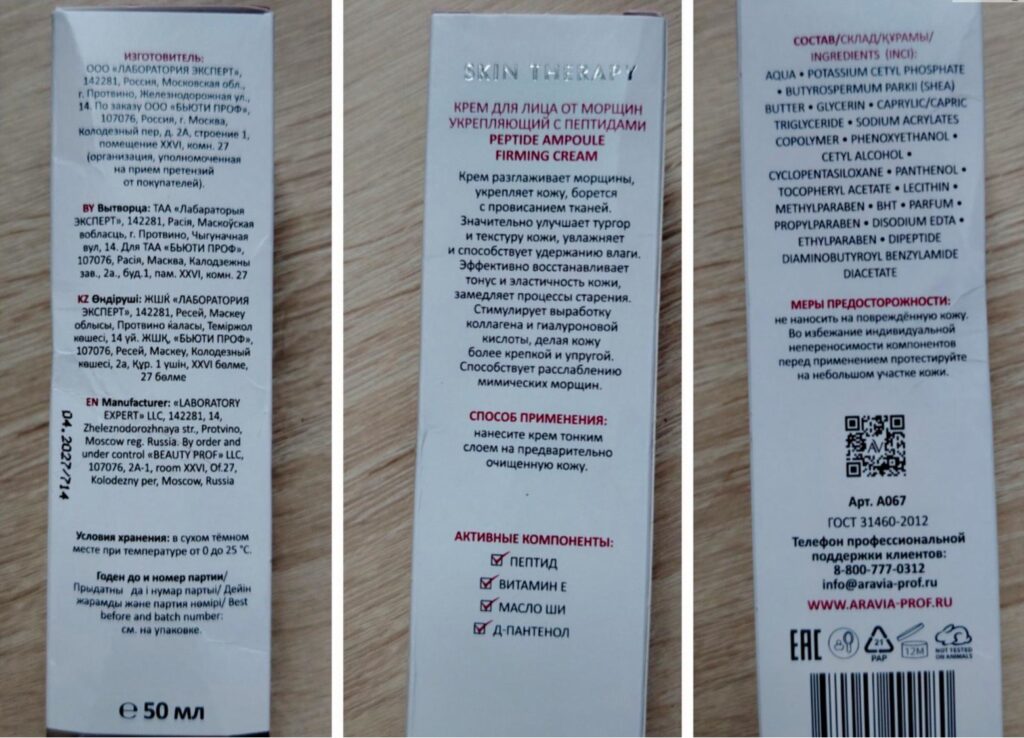 ИЗГОТОВИТЕЛЬ:
ООО «ЛАБОРАТОРИЯ ЭКСПЕРТ»,
142281, Россия, Московская обл.,
г. Протвино, Железнодорожная ул.,
14. По заказу ООО «БЬЮТИ ПРОФ»,
107076, Россия, г. Москва,
Колодезный пер, д. 2А, строение 1,
помещение XXVI, комн. 27
(организация, уполномоченная
на прием претензий
от покупателей).
BY Вытворца: ТАА «Лабараторыя
ЭКСПЕРТ», 142281, Расія, Маскоўская
вобласць, г. Протвино, Чыгуначная
вул, 14. Для ТАА «БЬЮТИ ПРОФ»,
107076, Расія, Масква, Калодзежны
зав., 2а., буд.1, пам. XXVI, комн. 27
KZ Өндіруші: ЖШҚ «ЛАБОРАТОРИЯ
ЭКСПЕРТ», 142281, Ресей, Мәскеу
облысы, Протвино қаласы, Теміржол
көшесі, 14 үй. ЖШҚ, «БЬЮТИ ПРОФ»,
107076, Ресей, Мәскеу, Колодезный
көшесі, 2а, Құр. 1 үшін, XXVI бөлме,
27 бөлме
EN Manufacturer: «LABORATORY
EXPERT» LLC, 142281, 14,
Zheleznodorozhnaya str., Protvino,
Moscow reg. Russia. By order and
under control «BEAUTY PROF» LLC,
107076, 2A-1, room XXVI, Of.27,
Kolodezny per, Moscow, Russia
04.2027/714
Условия хранения: в сухом тёмном
месте при температуре от 0 до 25 °С.
Годен до и номер партии/
Прыдатны да і нумар партыі/ Дейін
жарамды және партия нөмірі/ Best
before and batch number:
см. на упаковке.
℮ 50 мл
SKIN THERAPY
КРЕМ ДЛЯ ЛИЦА ОТ МОРЩИН
УКРЕПЛЯЮЩИЙ С ПЕПТИДАМИ
PEPTIDE AMPOULE
FIRMING CREAM
Крем разглаживает морщины,
укрепляет кожу, борется
с провисанием тканей.
Значительно улучшает тургор
и текстуру кожи, увлажняет
и способствует удержанию влаги.
Эффективно восстанавливает
тонус и эластичность кожи,
замедляет процессы старения.
Стимулирует выработку
коллагена и гиалуроновой
кислоты, делая кожу
более крепкой и упругой.
Способствует расслаблению
мимических морщин.
СПОСОБ ПРИМЕНЕНИЯ:
нанесите крем тонким
слоем на предварительно
очищенную кожу.
АКТИВНЫЕ КОМПОНЕНТЫ:
ПЕПТИД
ВИТАМИН Е
МАСЛО ШИ
Д-ПАНТЕНОЛ
СОСТАВ/СКЛАД/ҚҰРАМЫ/
INGREDIENTS (INCI):
AQUA • POTASSIUM CETYL PHOSPHATE
• BUTYROSPERMUM PARKII (SHEA)
BUTTER • GLYCERIN • CAPRYLIC/CAPRIC
TRIGLYCERIDE • SODIUM ACRYLATES
COPOLYMER • PHENOXYETHANOL •
CETYL ALCOHOL •
CYCLOPENTASILOXANE • PANTHENOL •
TOCOPHERYL ACETATE • LECITHIN •
METHYLPARABEN • BHT • PARFUM •
PROPYLPARABEN • DISODIUM EDTA •
ETHYLPARABEN • DIPEPTIDE
DIAMINOBUTYROYL BENZYLAMIDE
DIACETATE
МЕРЫ ПРЕДОСТОРОЖНОСТИ:
не наносить на повреждённую кожу.
Во избежание индивидуальной
непереносимости компонентов
перед применением протестируйте
на небольшом участке кожи.
AV
Арт. А067
ГОСТ 31460-2012
Телефон профессиональной
поддержки клиентов:
8-800-777-0312
info@aravia-prof.ru
WWW.ARAVIA-PROF.RU
EAC
21
PAP
12M
NOT TESTED
ON ANIMALS